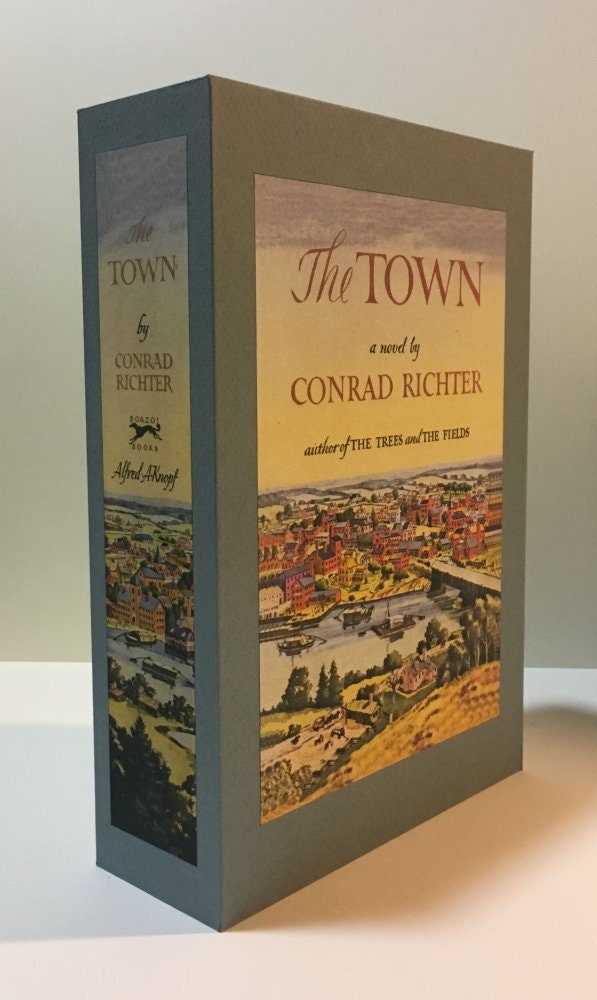 The
TOWN
by
CONRAD
RICHTER
BORZOI
BOOKS
Alfred A Knopf
The TOWN
a novel by
CONRAD RICHTER
author of THE TREES and THE FIELDS